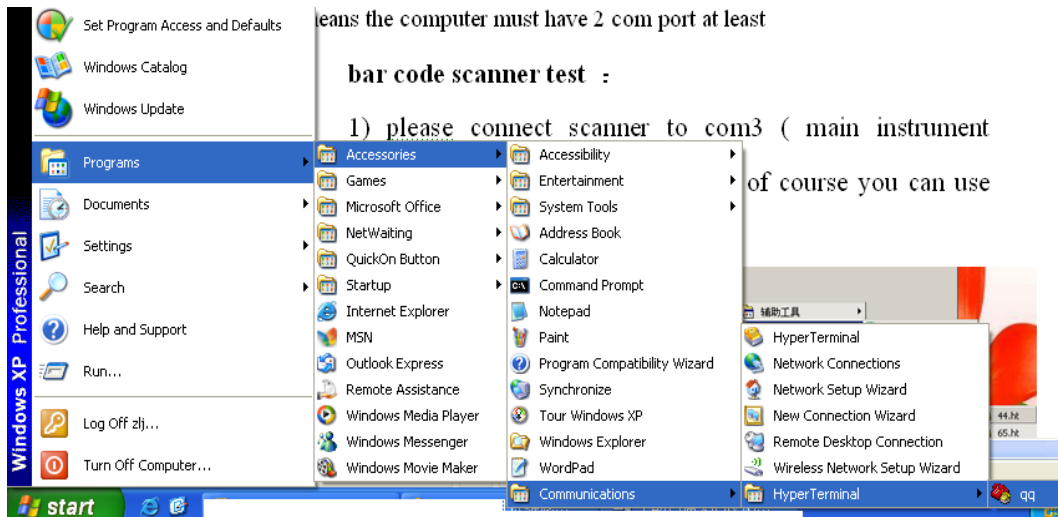 eans the computer must have 2 com port at least
bar code scanner test ：
1) please connect scanner to com3 ( main instrument
of course you can use
Windows XP Professional
Set Program Access and Defaults
Windows Catalog
Windows Update
Programs
Documents
Settings
Search
Help and Support
Run...
Log Off zlj...
Turn Off Computer...
start
Accessories
Games
Microsoft Office
NetWaiting
QuickOn Button
Startup
Internet Explorer
MSN
Outlook Express
Remote Assistance
Windows Media Player
Windows Messenger
Windows Movie Maker
Accessibility
Entertainment
System Tools
Address Book
Calculator
Command Prompt
Notepad
Paint
Program Compatibility Wizard
Synchronize
Tour Windows XP
Windows Explorer
WordPad
Communications
辅助工具
HyperTerminal
Network Connections
Network Setup Wizard
New Connection Wizard
Remote Desktop Connection
Wireless Network Setup Wizard
HyperTerminal
qq
44.ht
65.ht